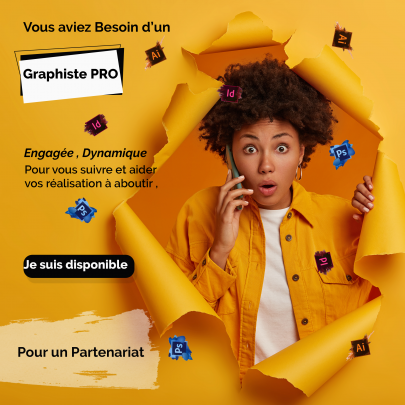 Vous aviez Besoin d'un
Graphiste PRO
Engagée , Dynamique
Pour vous suivre et aider
vos réalisation à aboutir ,
Je suis disponible
Pour un Partenariat
Ai
Ai
Id
Id
Ps
Ps
Id
Ps
Ai